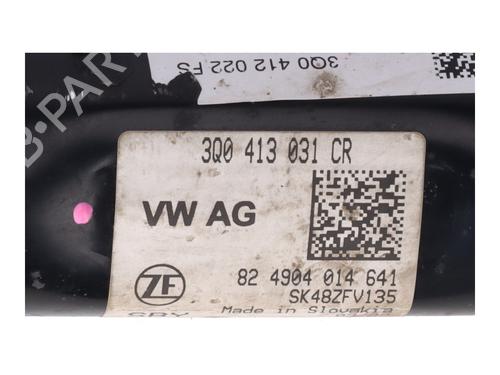 3Q0 412 022 FS
3Q0 413 031 CR
VW AG
ZF
82 4904 014 641
SK48ZFV135
Made in Slovakia
B-PARTS